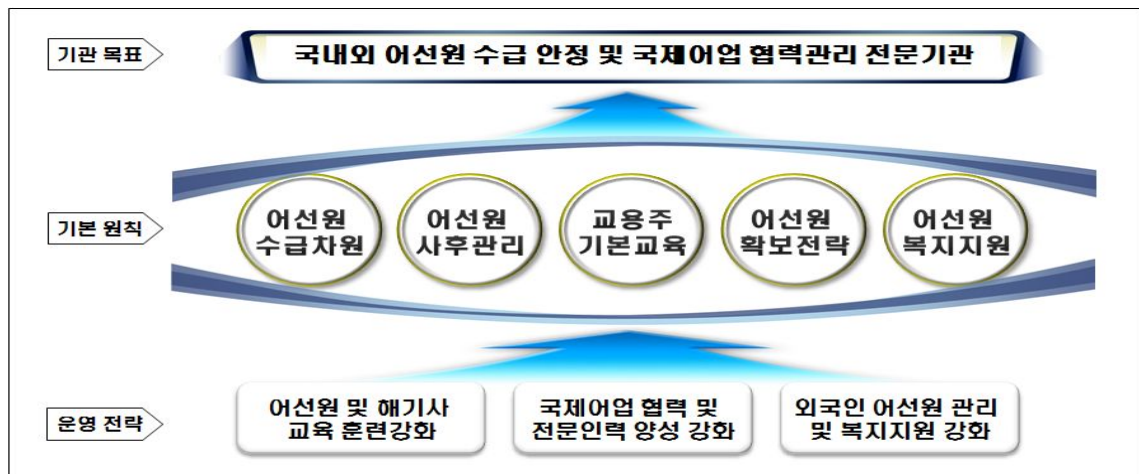 기관 목표
국내외 어선원 수급 안정 및 국제어업 협력관리 전문기관
기본 원칙
어선원
수급차원
어선원
사후관리
교용주
기본교육
어선원
확보전략
어선원
복지지원
운영 전략
어선원 및 해기사
교육 훈련강화
국제어업 협력 및
전문인력 양성 강화
외국인 어선원 관리
및 복지지원 강화